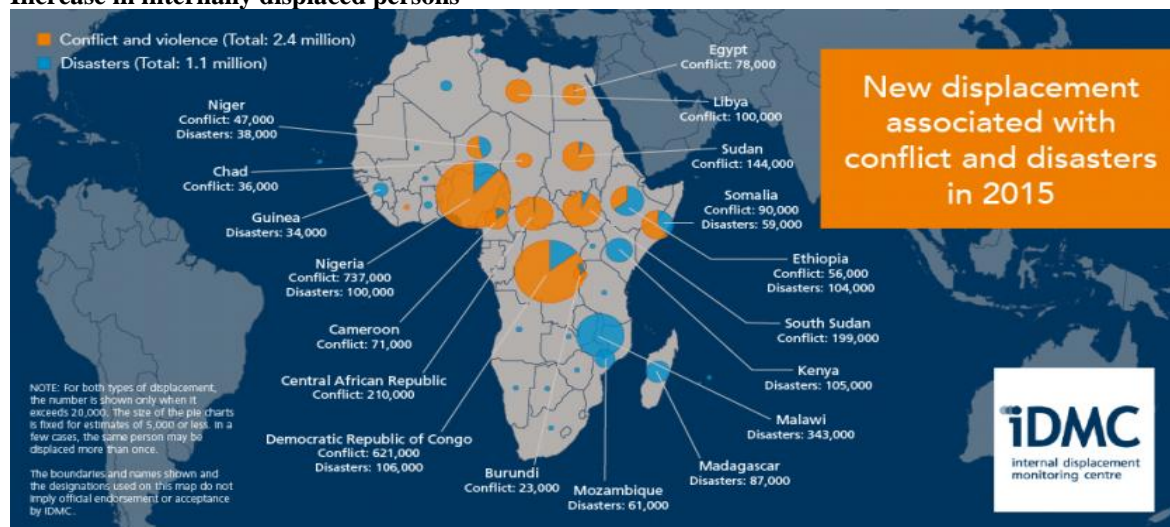 Increase in internally displaced persons
Conflict and violence (Total: 2.4 million)
Disasters (Total: 1.1 million)
New displacement
associated with
conflict and disasters
in 2015
Egypt
Conflict: 78,000
Libya
Conflict: 100,000
Sudan
Conflict: 144,000
Somalia
Conflict: 90,000
Disasters: 59,000
Ethiopia
Conflict: 56,000
Disasters: 104,000
South Sudan
Conflict: 199,000
Kenya
Disasters: 105,000
Malawi
Disasters: 343,000
Madagascar
Disasters: 87,000
Mozambique
Disasters: 61,000
Burundi
Conflict: 23,000
Niger
Conflict: 47,000
Disasters: 38,000
Chad
Conflict: 36,000
Guinea
Disasters: 34,000
Nigeria
Conflict: 737,000
Disasters: 100,000
Cameroon
Conflict: 71,000
Central African Republic
Conflict: 210,000
Democratic Republic of Congo
Conflict: 621,000
Disasters: 106,000
NOTE: For both types of displacement,
the number is shown only when it
exceeds 20,000. The size of the pie charts
is fixed for estimates of 5,000 or less. In a
few cases, the same person may be
displaced more than once.
The boundaries and names shown and
the designations used on this map do not
imply official endorsement or acceptance
by IDMC.
iDMC
internal displacement
monitoring centre